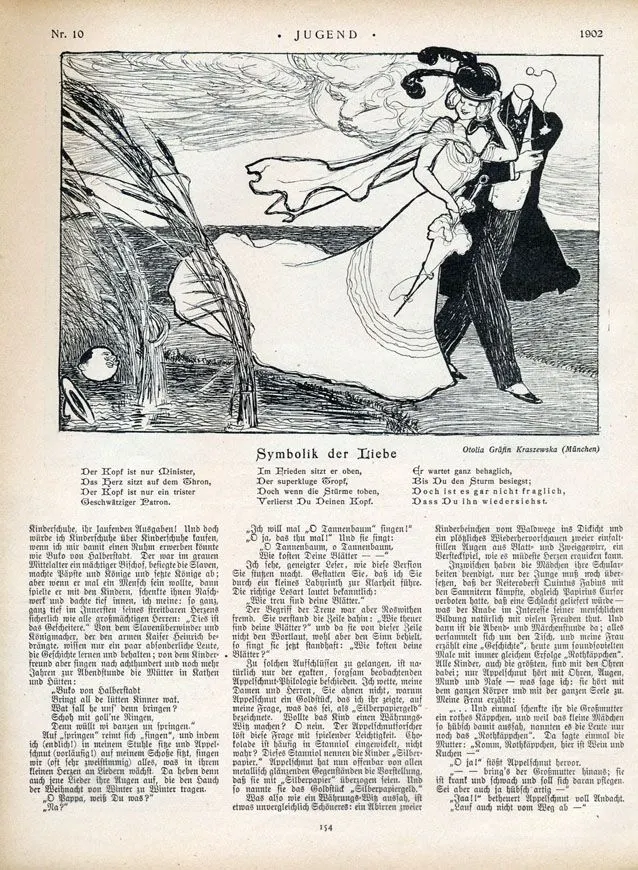 Nr. 10
· JUGEND ·
1902
Symbolik der Liebe
Otolia Gräfin Kraszewska (München)
Der Kopf ist nur Minister,
Das Herz sitzt auf dem Thron,
Der Kopf ist nur ein trister
Geschwätziger Patron.
Im Frieden sitzt er oben,
Der superkluge Gropf,
Doch wenn die Stürme toben,
Verlierst Du Deinen Kopf.
Er wartet ganz behaglich,
Bis Du den Sturm besiegst;
Doch ist es gar nicht fraglich,
Dass Du ihn wiedersiehst.
Kinderschuhe, ihr laufenden Ausgaben! Und doch
würde ich Kinderschuhe über Kinderschuhe kaufen,
wenn ich mir damit einen Ruhm erwerben könnte
wie Buko von Halberstadt. Der war im grauen
Mittelalter ein mächtiger Bischof, besiegte die Slaven,
machte Päpste und Könige und setzte Könige ab;
aber wenn er mal ein Mensch sein wollte, dann
spielte er mit den Kindern, schenkte ihnen Nasch-
werk und dachte tief innen, ich meine: so ganz,
ganz tief im Innersten seines streitbaren Herzens
sicherlich wie alle großmächtigen Herren: „Dies ist
das Gescheitere.“ Von dem Slavenüberwinder und
Königmacher, der den armen Kaiser Heinrich be-
drängte, wissen nur ein paar absonderliche Leute,
die Geschichte lernen und behalten; von dem Kinder-
freund aber singen nach achthundert und noch mehr
Jahren zur Abendstunde die Mütter in Kather
und Hütten:
„Buko von Halberstadt
Bringt all de lütten Kinner wat.
Wat sall he uns' denn bringen?
Schoh mit goll'ne Ringen,
Denn wüllt wi danzen un springen.“
Auf „springen“ reimt sich „singen“, und indem
ich (endlich!) in meinem Stuhle sitze und Appel-
schnut (vorläufig!) auf meinem Schoße sitzt, fangen
wir (oft sehr zweistimmig) alles, was in ihrem
kleinen Herzen an Liedern wächst. Da heben denn
auch jene Lieder ihre Augen auf, die den Hauch
der Weihnacht von Winter zu Winter tragen.
„O Pappa, weiß Du was?“
„Na?“
„Ich will mal „O Tannenbaum“ singen!“
„O ja, das thu mal!“ Und sie singt:
„O Tannenbaum, o Tannenbaum,
Wie kosten Deine Blätter — —“
Ich sehe, geneigter Leser, wie diese Version
Sie stutzen macht. Gestatten Sie, daß ich Sie
durch ein kleines Labyrinth zur Klarheit führe.
Die richtige Lesart lautet bekanntlich:
„Wie treu sind deine Blätter.“
Der Begriff der Treue war aber Roswithen
fremd. Sie verstand die Zeile dahin: „Wie theuer
sind deine Blätter?“ und da sie von dieser Zeile
nicht den Wortlaut, wohl aber den Sinn behielt,
so singt sie jetzt standhaft: „Wie kosten deine
Blätter?“
Zu solchen Aufschlüssen zu gelangen, ist na-
türlich nur der exakten, sorgsam beobachtenden
Appelschnut-Philologie beschieden. Ich wette, meine
Damen und Herren, Sie ahnen nicht, warum
Appelschnut ein Goldstück, das ich ihr zeigte, auf
meine Frage, was das sei, als „Silberpapiergeld“
bezeichnete. Wollte das Kind einen Währungs-
Witz machen? O nein. Der Appelschnutforscher
löst diese Frage mit spielender Leichtigkeit. Cho-
kolade ist häufig in Stanniol eingewickelt, nicht
wahr? Dieses Stanniol nennen die Kinder „Silber-
papier.“ Appelschnut hat nun offenbar von allen
metallisch glänzenden Gegenständen die Vorstellung,
daß sie mit „Silberpapier“ überzogen seien. Und
so nannte sie das Goldstück „Silberpapiergeld.“
Was also wie ein Währungs-Witz aussah, ist
etwas unvergleichlich Schöneres: ein Abirren zweier
Kinderbeinchen vom Waldwege ins Dickicht und
ein plötzliches Wiederhervorschauen zweier einfält-
tiflen Augen aus Blatt- und Zweiggewirr, ein
Versteckspiel, wie es müdeste Herzen erquicken kann.
Inzwischen haben die Mädchen ihre Schular-
beiten beendigt, nur der Junge muß noch über-
sehen, daß der Reiteroberst Quintus Fabius mit
den Samnitern kämpfte, obgleich Papirius Cursor
verboten hatte, daß eine Schlacht geliefert würde —
was der Knabe im Interesse seiner menschlichen
Bildung natürlich mit vielen Freuden thut. Und
dann ist die Abend- und Märchenstunde da; alles
versammelt sich um den Tisch, und meine Frau
erzählt eine „Geschichte“, heute zum soundsovielten
Male mit immer gleichem Erfolge „Rothkäppchen“.
Alle Kinder, auch die größten, sind mit den Ohren
dabei; nur Appelschnut hört mit Ohren, Augen,
Mund und Nase — was sage ich: sie hört mit
dem ganzen Körper und mit der ganzen Seele zu.
Meine Frau erzählt:
„. . . Und einmal schenkte ihr die Großmutter
ein rothes Käppchen, und weil das kleine Mädchen
so hübsch damit aussah, nannten es die Leute nur
noch das „Rothkäppchen“. Da sagte einmal die
Mutter: „Komm, Rothkäppchen, hier ist Wein und
Kuchen —“
„O ja!“ stößt Appelschnut hervor.
„— — bring's der Großmutter hinaus; sie
ist krank und schwach und soll sich daran pflegen.
Sei aber auch ja hübsch artig —“
„Jaa!!“ betheuert Appelschnut voll Andacht.
„Lauf auch nicht vom Weg ab —“
154